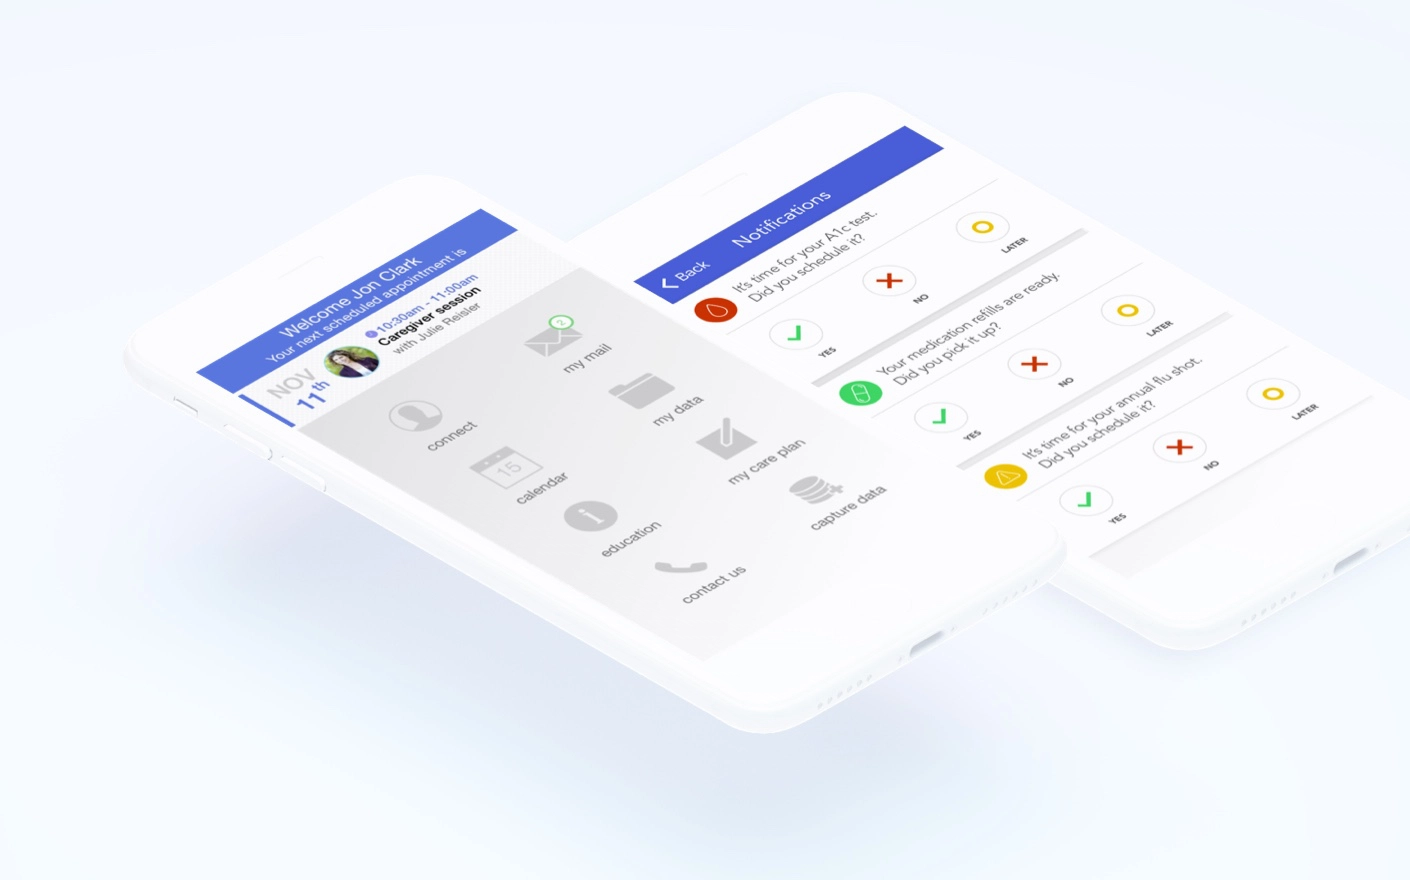 Welcome Jon Clark
Your next scheduled appointment is
NOV
11th
10:30am - 11:00am
Caregiver session
with Julie Reisler
connect
2
my mail
15
calendar
my data
education
my care plan
contact us
capture data
Back
Notifications
It's time for your A1c test.
Did you schedule it?
YES
NO
LATER
Your medication refills are ready.
Did you pick it up?
YES
NO
LATER
It's time for your annual flu shot.
Did you schedule it?
YES
NO
LATER